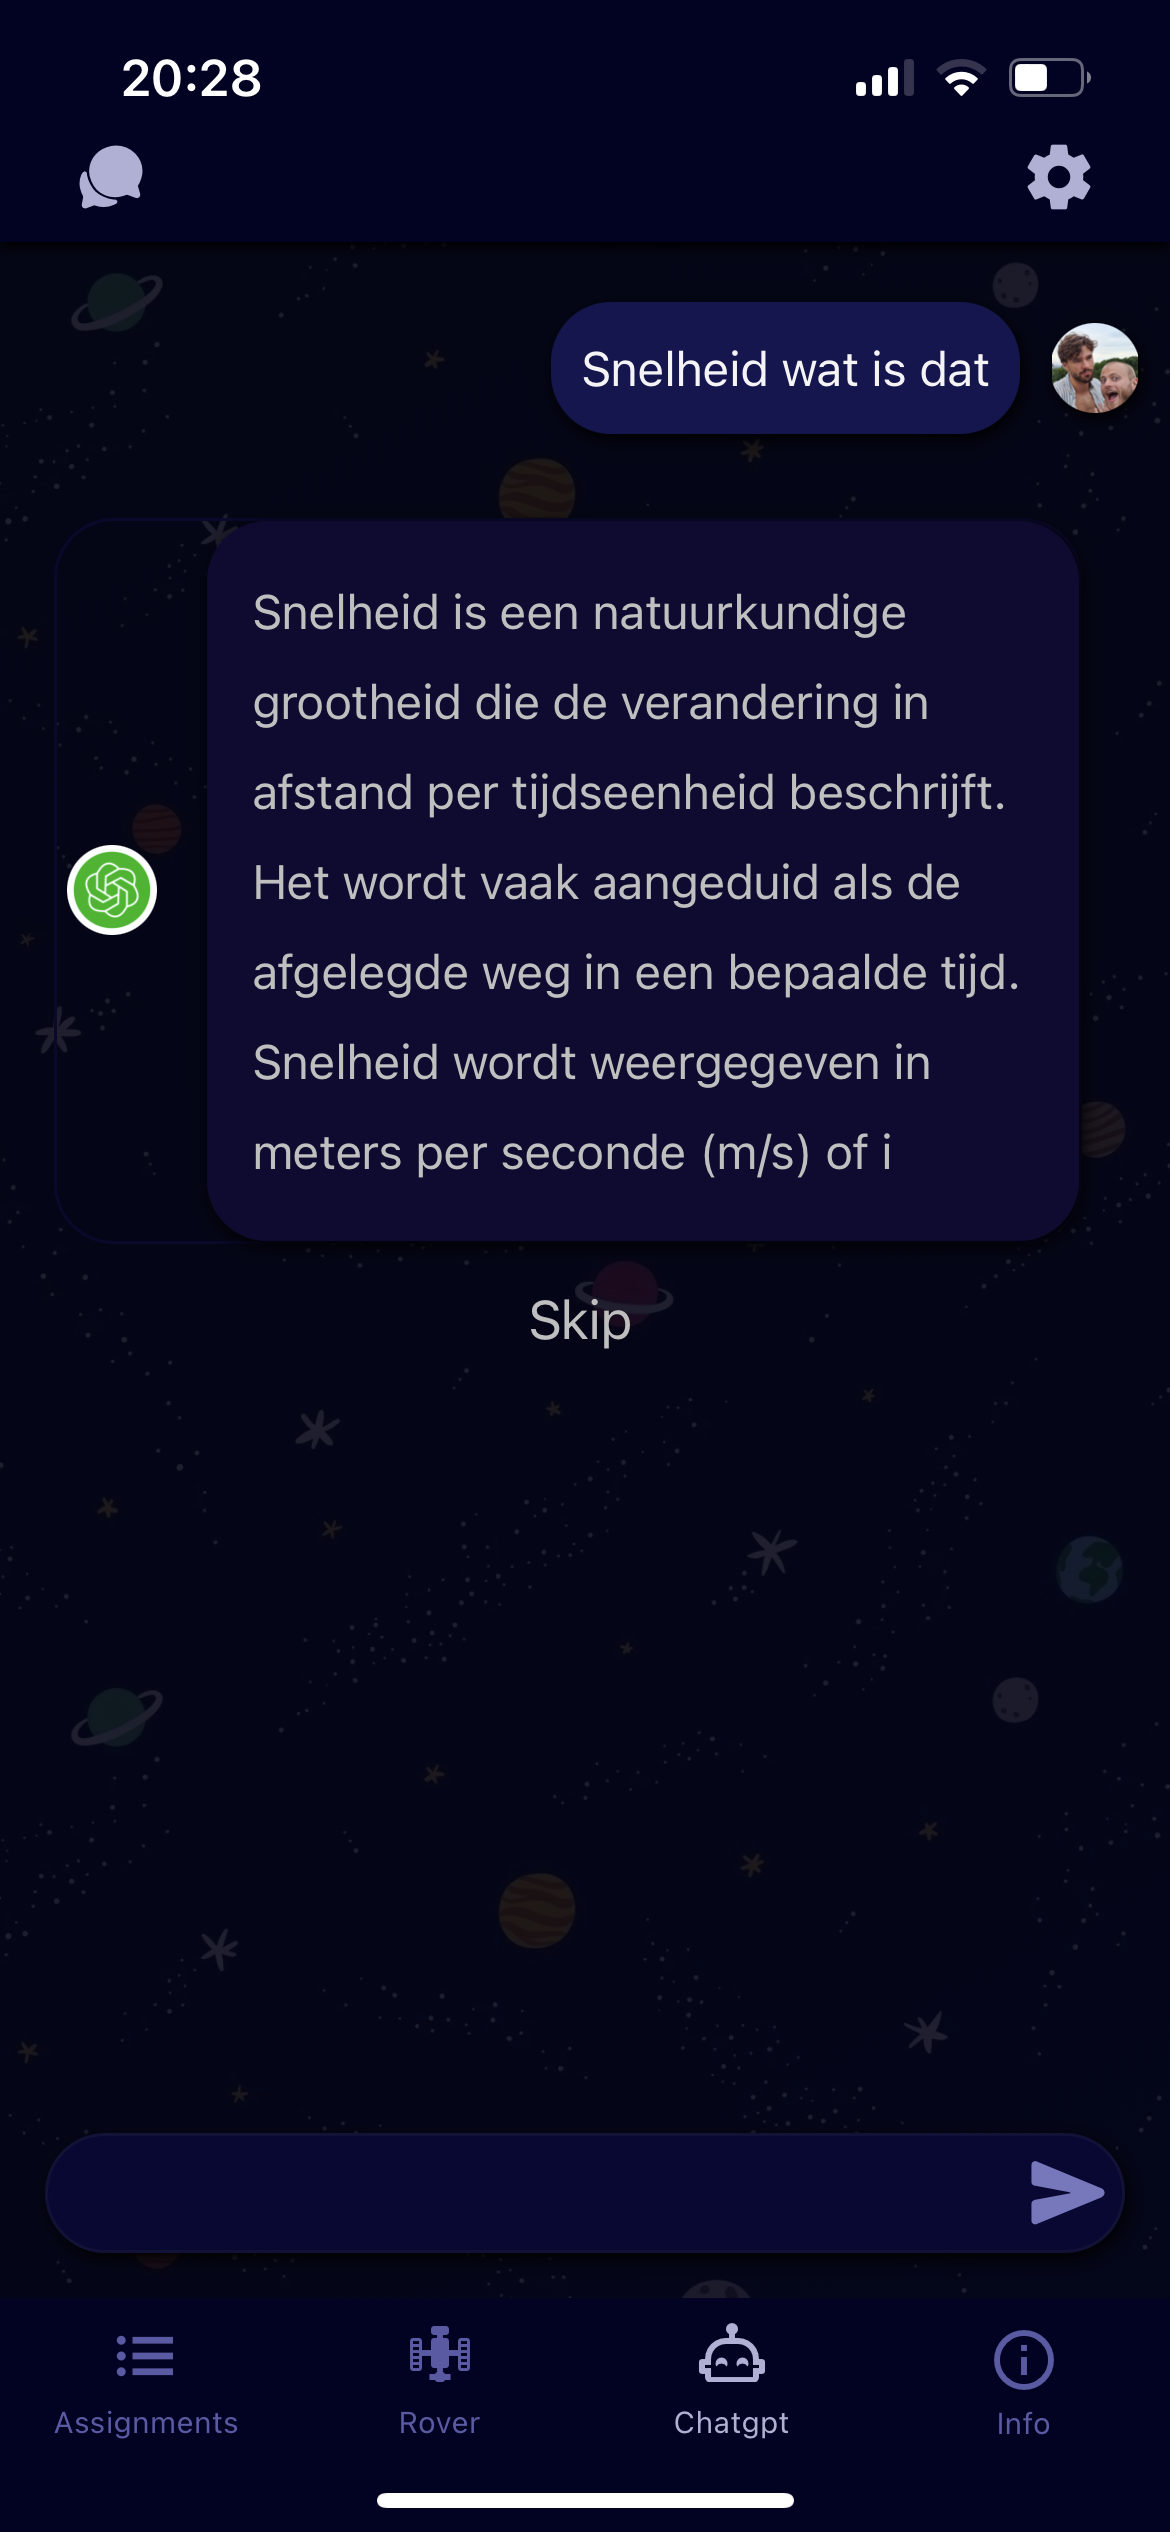 20:28
Snelheid wat is dat
Snelheid is een natuurkundige
grootheid die de verandering in
afstand per tijdseenheid beschrijft.
Het wordt vaak aangeduid als de
afgelegde weg in een bepaalde tijd.
Snelheid wordt weergegeven in
meters per seconde (m/s) of i
Skip
Assignments Rover Chatgpt Info